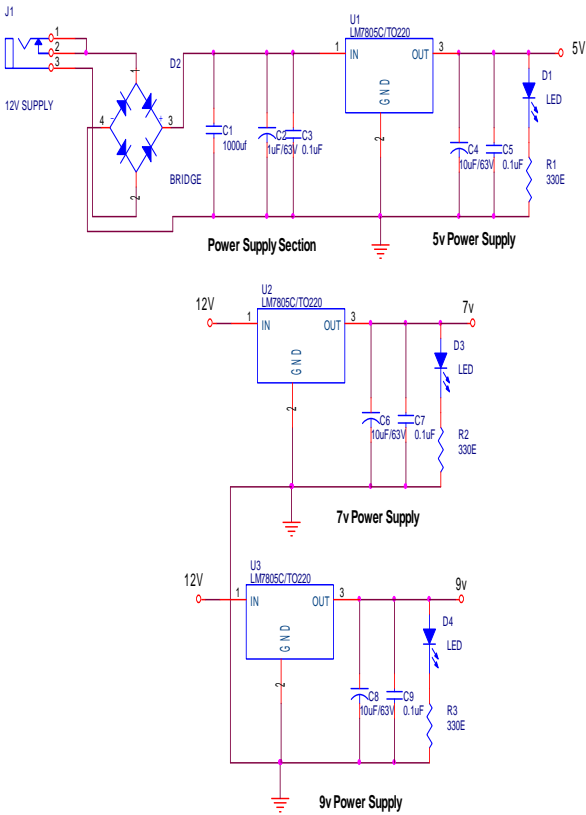 J1
1
2
3
12V SUPPLY
1
D2
4
-
+
3
2
BRIDGE
C1
1000uf
C2
1uF/63V
C3
0.1uF
U1
LM7805C/TO220
1
IN
OUT
3
GND
2
5V
D1
LED
C4
10uF/63V
C5
0.1uF
R1
330E
Power Supply Section
5v Power Supply
12V
U2
LM7805C/TO220
1
IN
OUT
3
GND
2
7v
D3
LED
C6
10uF/63V
C7
0.1uF
R2
330E
7v Power Supply
12V
U3
LM7805C/TO220
1
IN
OUT
3
GND
2
9v
D4
LED
C8
10uF/63V
C9
0.1uF
R3
330E
9v Power Supply